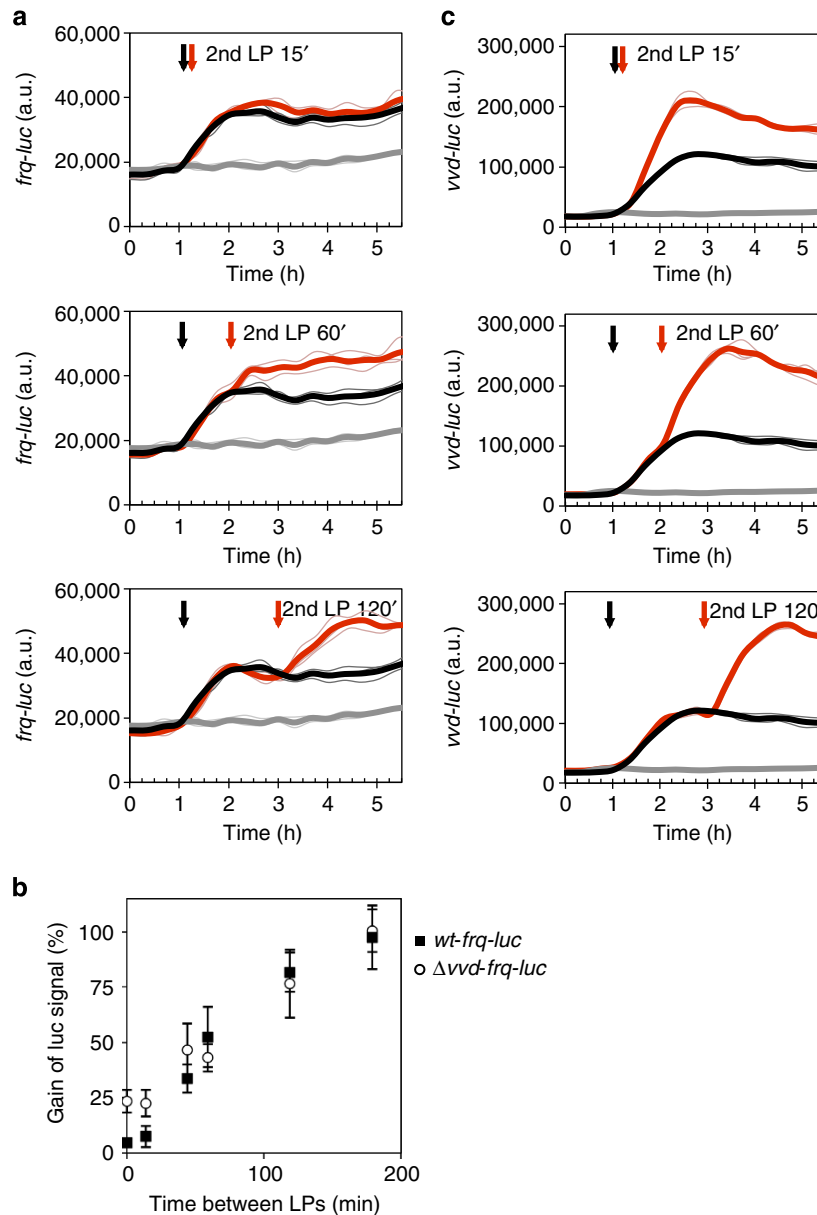 a
60,000
40,000
20,000
0
frq-luc (a.u.)
2nd LP 15′
0 1 2 3 4 5
Time (h)
60,000
40,000
20,000
0
frq-luc (a.u.)
2nd LP 60′
0 1 2 3 4 5
Time (h)
60,000
40,000
20,000
0
frq-luc (a.u.)
2nd LP 120′
0 1 2 3 4 5
Time (h)
c
300,000
200,000
100,000
0
vvd-luc (a.u.)
2nd LP 15′
0 1 2 3 4 5
Time (h)
300,000
200,000
100,000
0
vvd-luc (a.u.)
2nd LP 60′
0 1 2 3 4 5
Time (h)
300,000
200,000
100,000
0
vvd-luc (a.u.)
2nd LP 120
0 1 2 3 4 5
Time (h)
b
100
75
50
25
0
Gain of luc signal (%)
0 100 200
Time between LPs (min)
wt-frq-luc
Δvvd-frq-luc